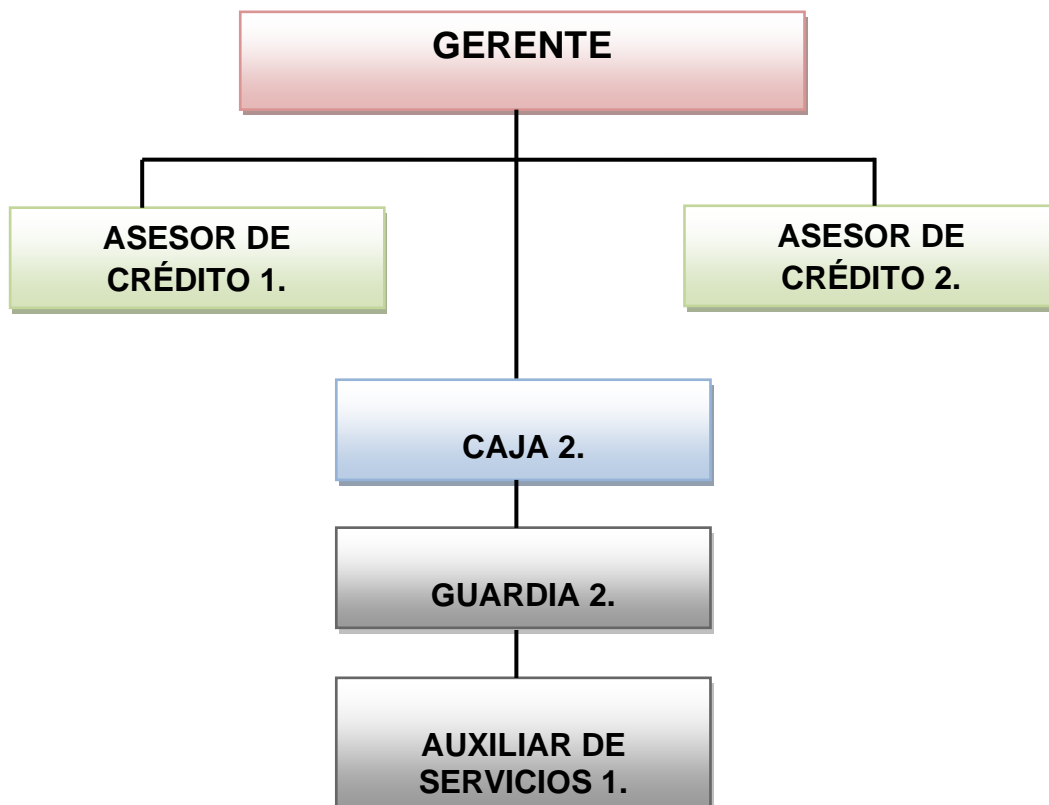 GERENTE
ASESOR DE
CRÉDITO 1.
ASESOR DE
CRÉDITO 2.
CAJA 2.
GUARDIA 2.
AUXILIAR DE
SERVICIOS 1.